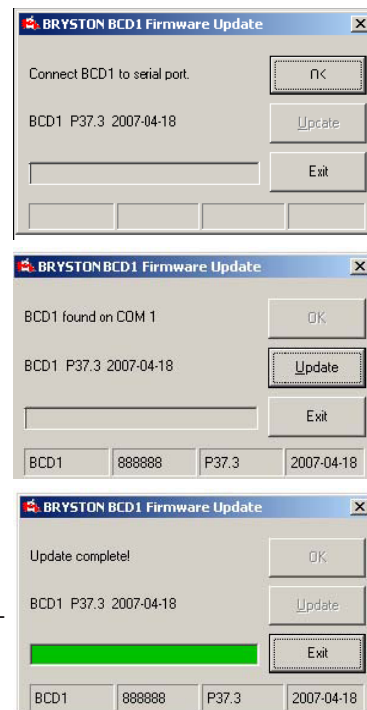 BRYSTON BCD1 Firmware Update
Connect BCD1 to serial port.
OK
BCD1 P37.3 2007-04-18
Update
Exit
BRYSTON BCD1 Firmware Update
BCD1 found on COM 1
OK
BCD1 P37.3 2007-04-18
Update
Exit
BCD1 888888 P37.3 2007-04-18
BRYSTON BCD1 Firmware Update
Update complete!
OK
BCD1 P37.3 2007-04-18
Update
Exit
BCD1 888888 P37.3 2007-04-18